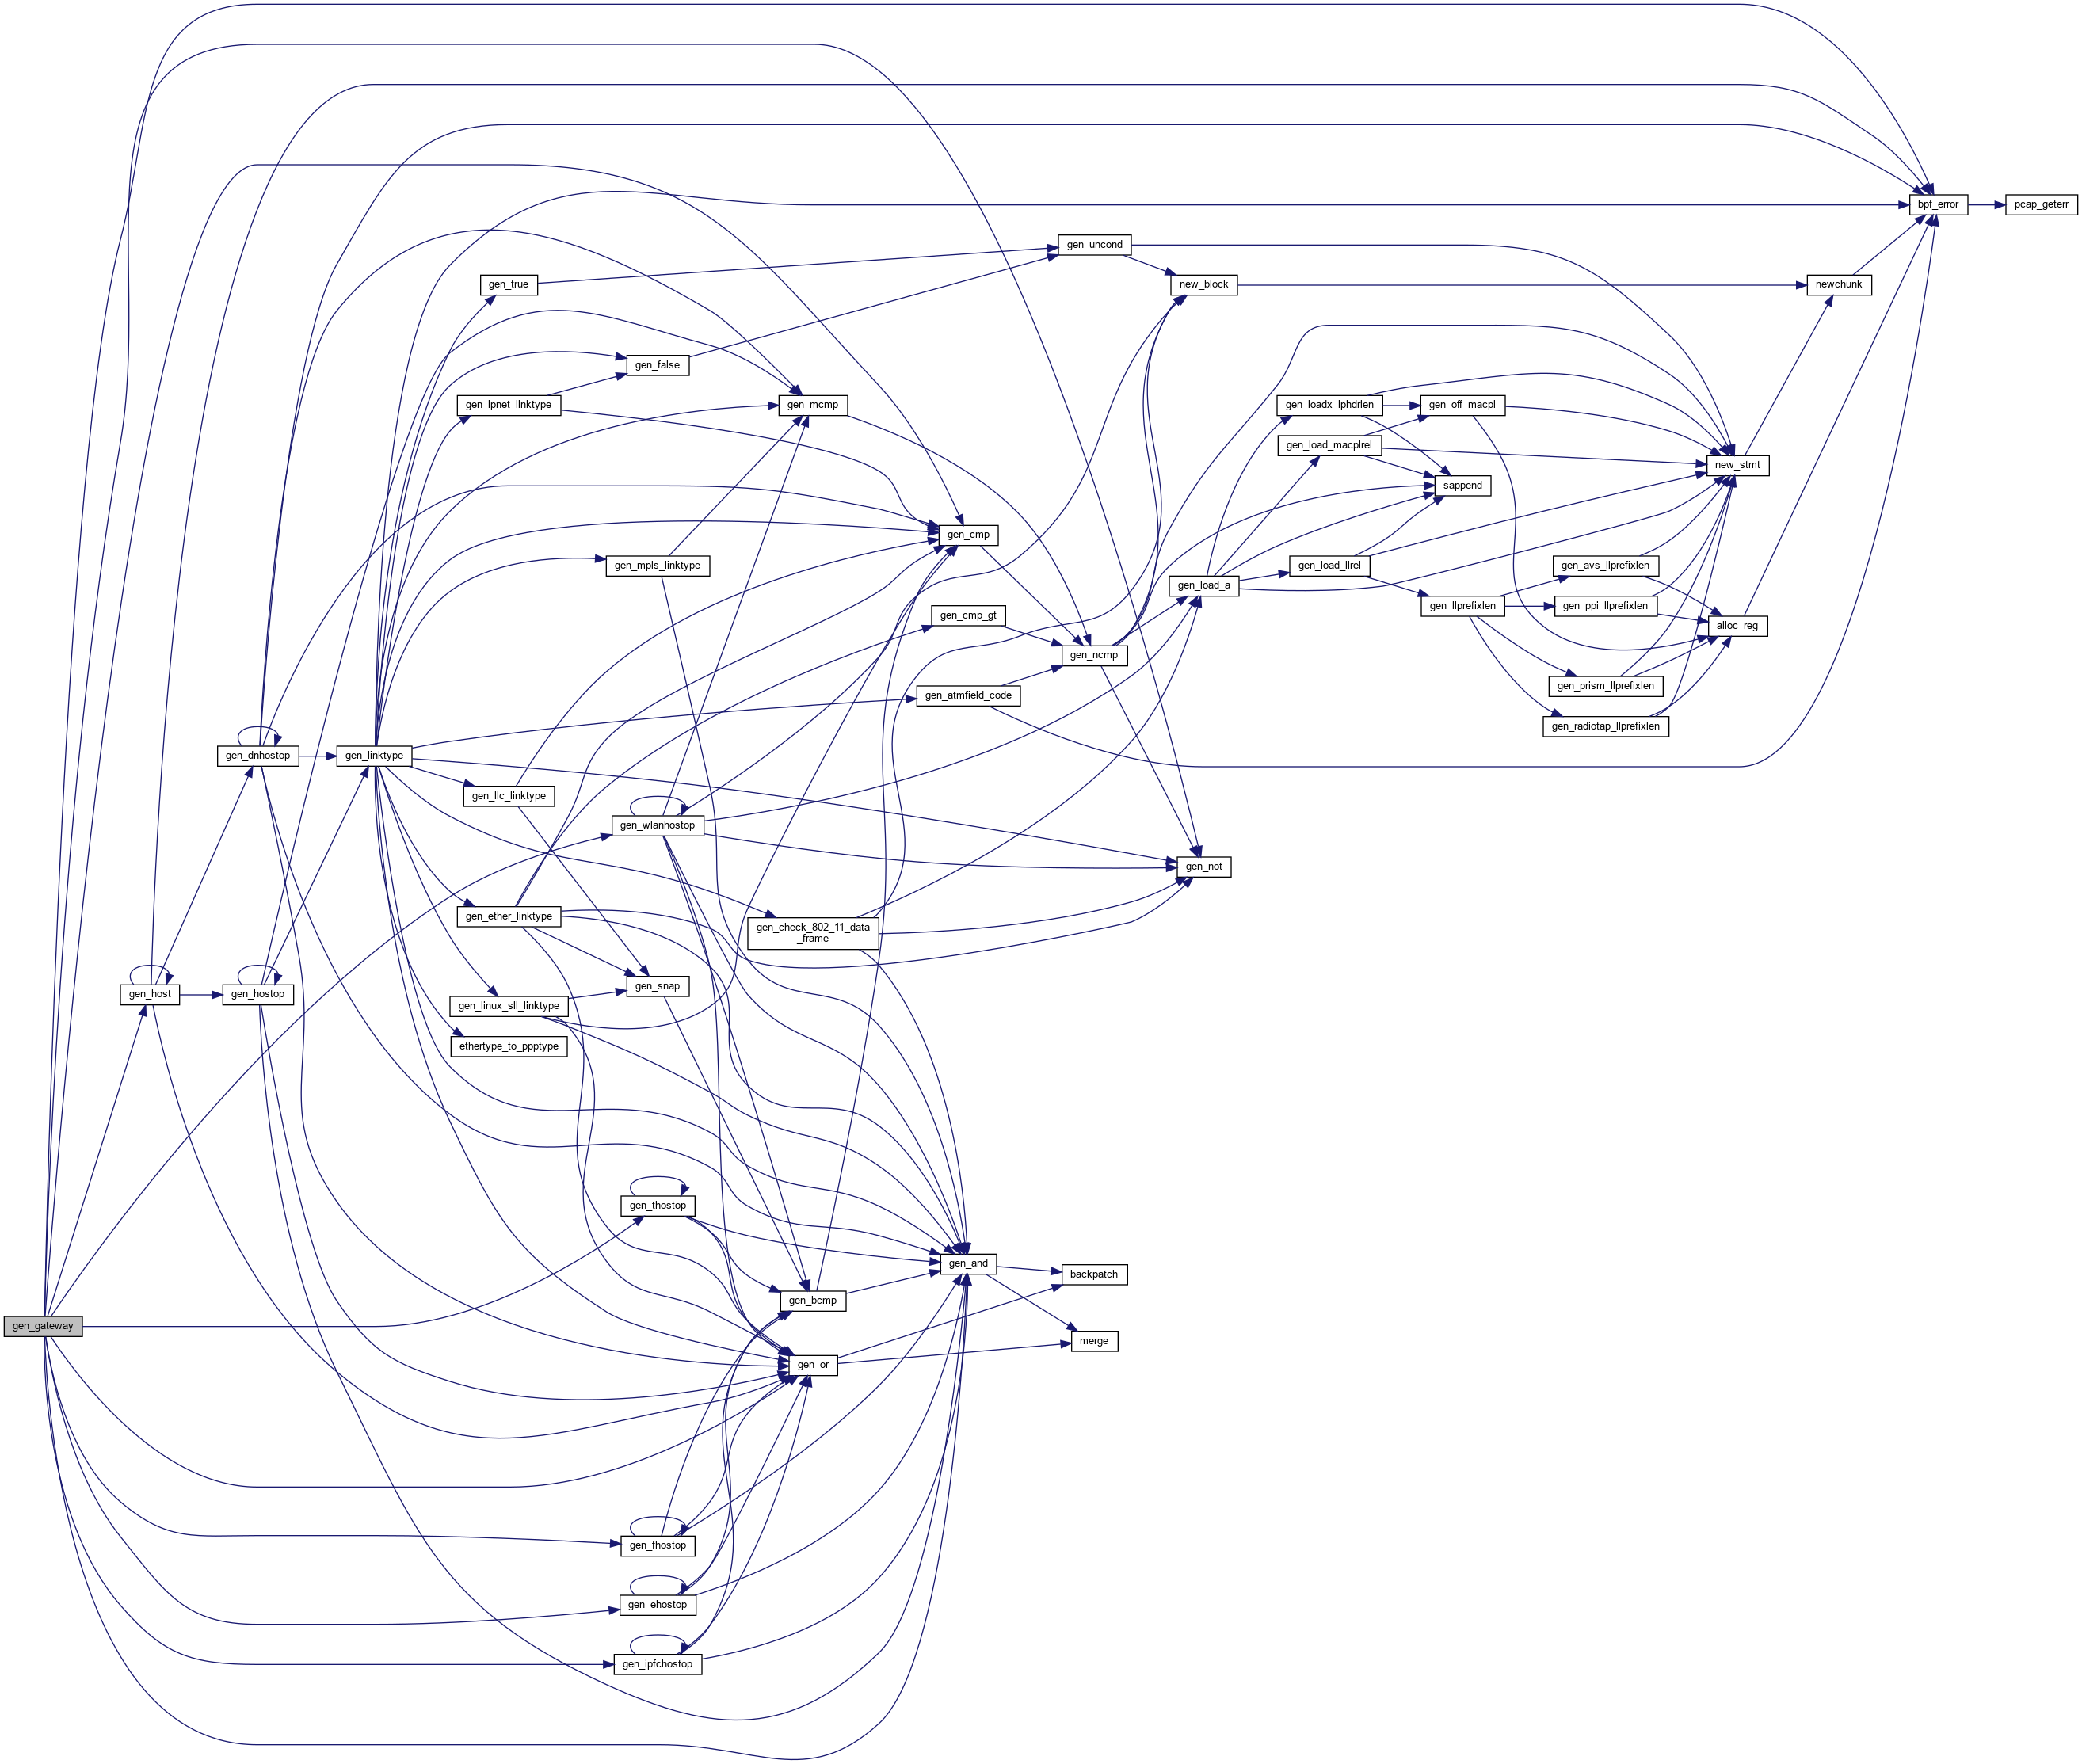 bpf_error
pcap_geterr
gen_uncond
gen_true
new_block
newchunk
gen_false
gen_ipnet_linktype
gen_mcmp
gen_loadx_iphdrlen
gen_off_macpl
gen_load_macplrel
new_stmt
sappend
gen_cmp
gen_mpls_linktype
gen_load_llrel
gen_avs_llprefixlen
gen_load_a
gen_llprefixlen
gen_ppi_llprefixlen
gen_cmp_gt
alloc_reg
gen_ncmp
gen_prism_llprefixlen
gen_atmfield_code
gen_radiotap_llprefixlen
gen_dnhostop
gen_linktype
gen_llc_linktype
gen_wlanhostop
gen_not
gen_ether_linktype
gen_check_802_11_data
_frame
gen_snap
gen_host
gen_hostop
gen_linux_sll_linktype
ethertype_to_ppptype
gen_thostop
gen_and
backpatch
gen_bcmp
gen_gateway
merge
gen_or
gen_fhostop
gen_ehostop
gen_ipfchostop